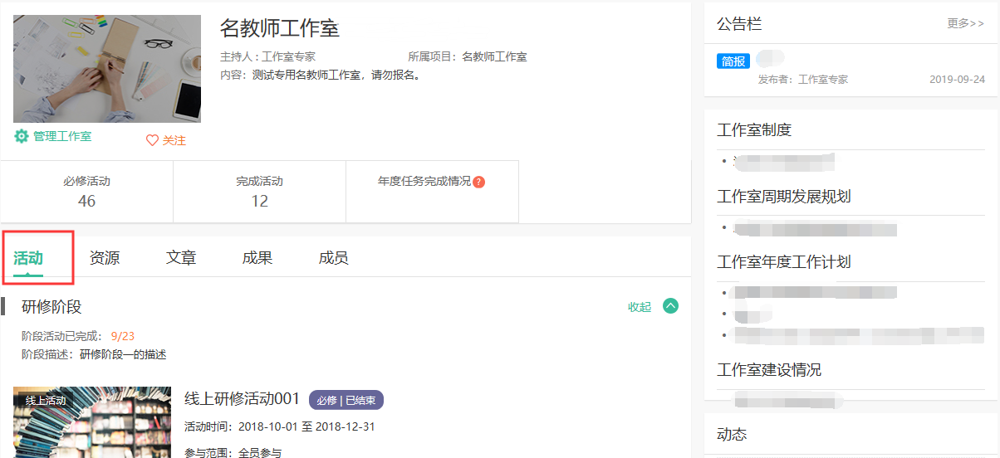 名教师工作室
主持人：工作室专家
所属项目：名教师工作室
内容：测试专用名教师工作室，请勿报名。
管理工作室
关注
必修活动
46
完成活动
12
年度任务完成情况?
活动
资源
文章
成果
成员
研修阶段
收起
阶段活动已完成： 9/23
阶段描述：研修阶段一的描述
线上活动
线上研修活动001
必修 | 已结束
活动时间：2018-10-01 至 2018-12-31
参与范围：全员参与
公告栏
更多>>
简报
发布者：工作室专家
2019-09-24
工作室制度
工作室周期发展规划
工作室年度工作计划
工作室建设情况
动态